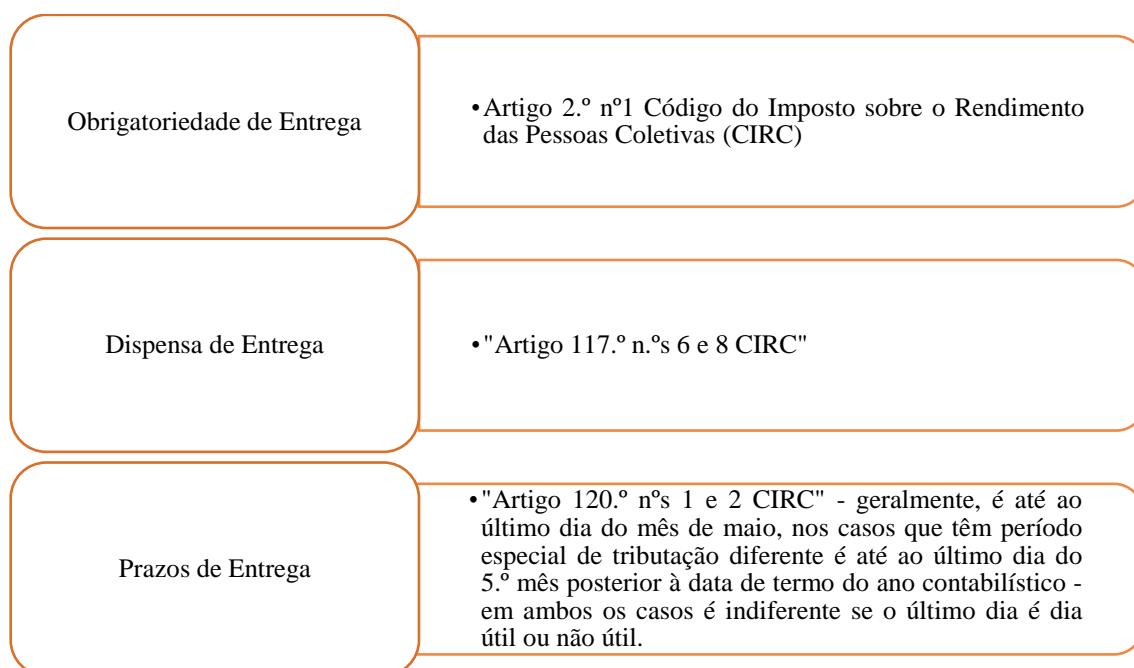 Obrigatoriedade de Entrega
•Artigo 2.º nº1 Código do Imposto sobre o Rendimento
das Pessoas Coletivas (CIRC)
Dispensa de Entrega
•"Artigo 117.º n.ºs 6 e 8 CIRC"
Prazos de Entrega
•"Artigo 120.º nºs 1 e 2 CIRC" - geralmente, é até ao
último dia do mês de maio, nos casos que têm período
especial de tributação diferente é até ao último dia do
5.º mês posterior à data de termo do ano contabilístico -
em ambos os casos é indiferente se o último dia é dia
útil ou não útil.